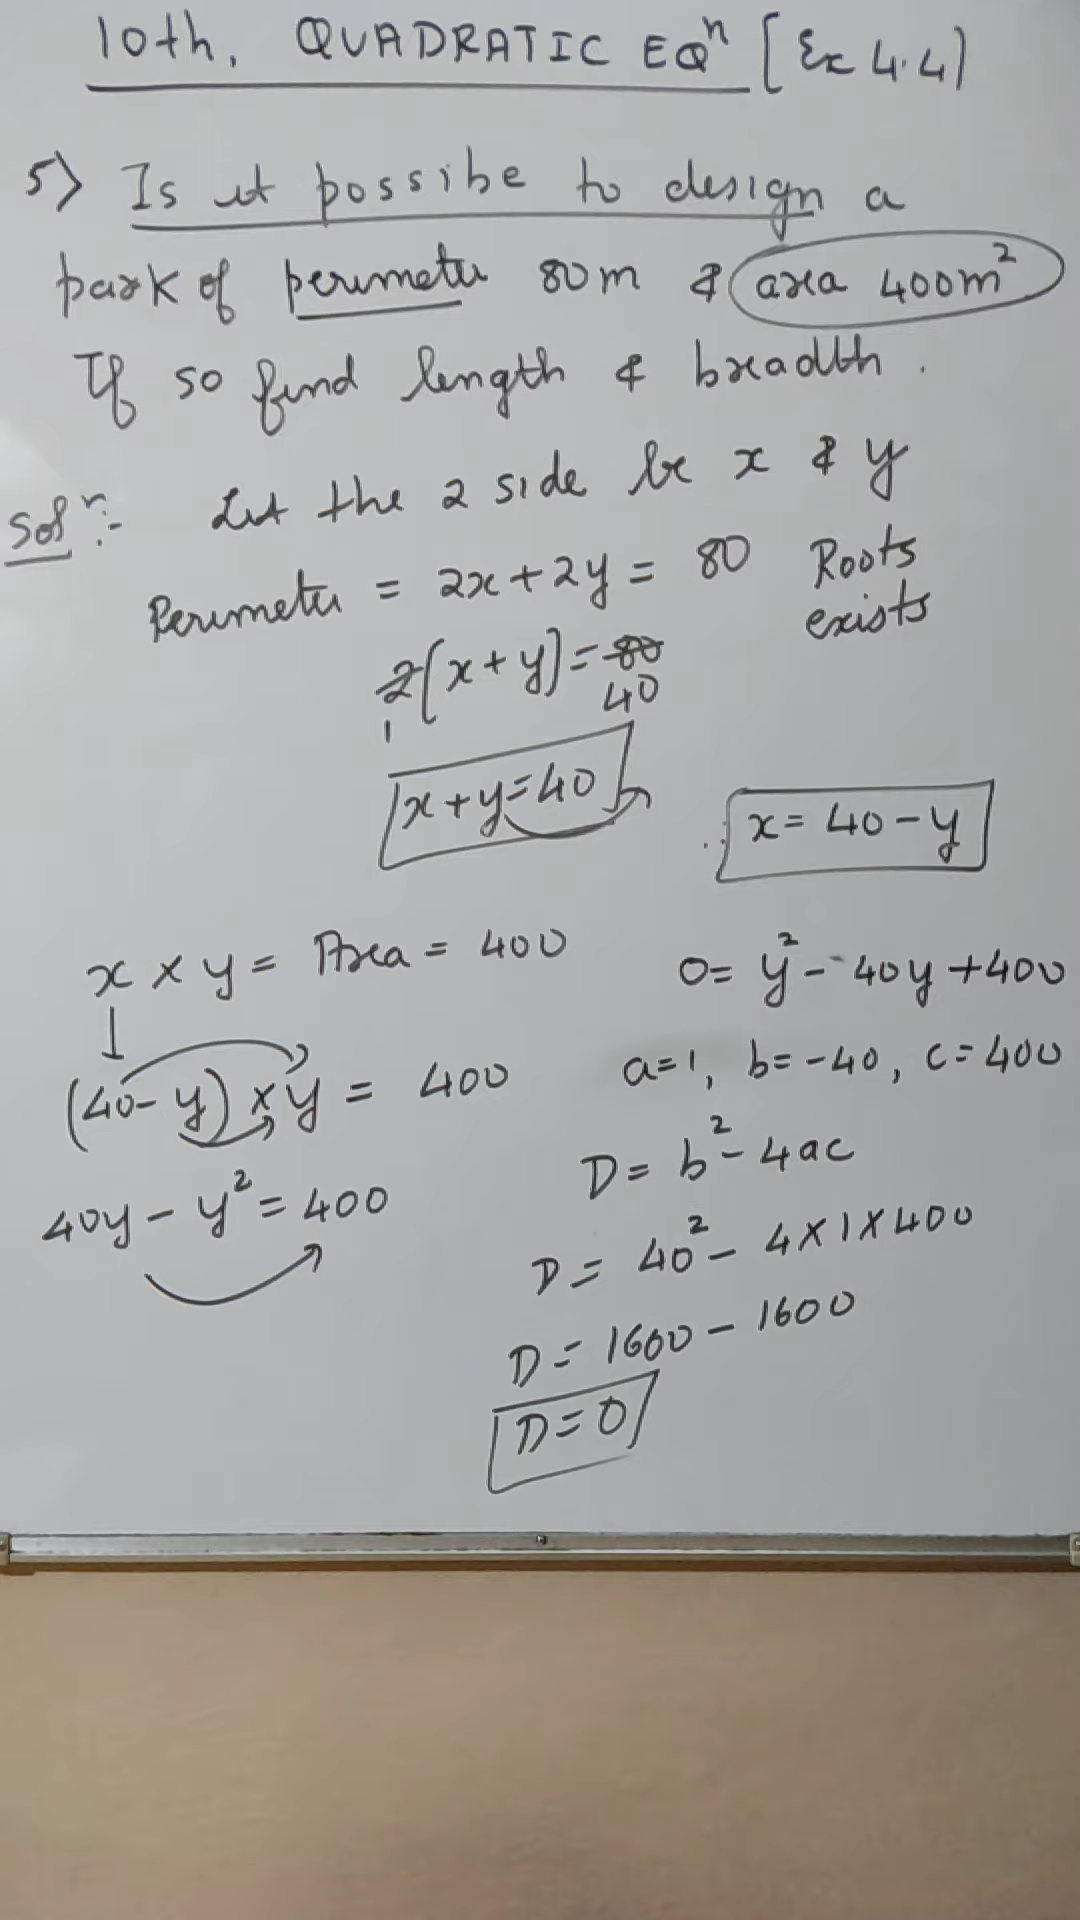 10th, QUADRATIC EQⁿ [Ex 4.4)
5) Is it possibe to design a
park of perimeter 80m & area 400m²
If so find length & breadth.
Solⁿ:- Let the 2 side be x & y
Perimeter = 2x+2y = 80
Roots
exists
2(x+y)=80
1 40
x+y=40
∴ x= 40-y
x × y = Area = 400
(40-y) × y = 400
40y - y² = 400
0= y² - 40y +400
a=1, b=-40, c=400
D= b² - 4ac
D= 40² - 4×1×400
D= 1600 - 1600
D=0